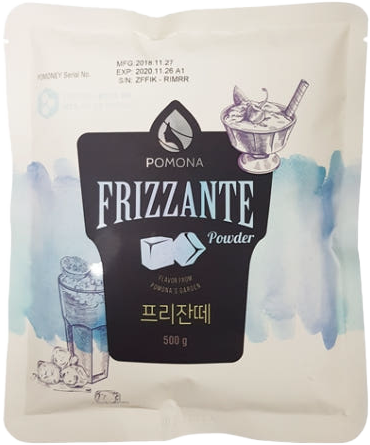 MFG 2018.11.27
EXP: 2020.11.26 A1
POMONEY Serial No.
S/N: ZFFIK - RIMRR
POMONA
FRIZZANTE
Powder
FLAVOR FROM
POMONA'S GARDEN
프리잔떼
500 g